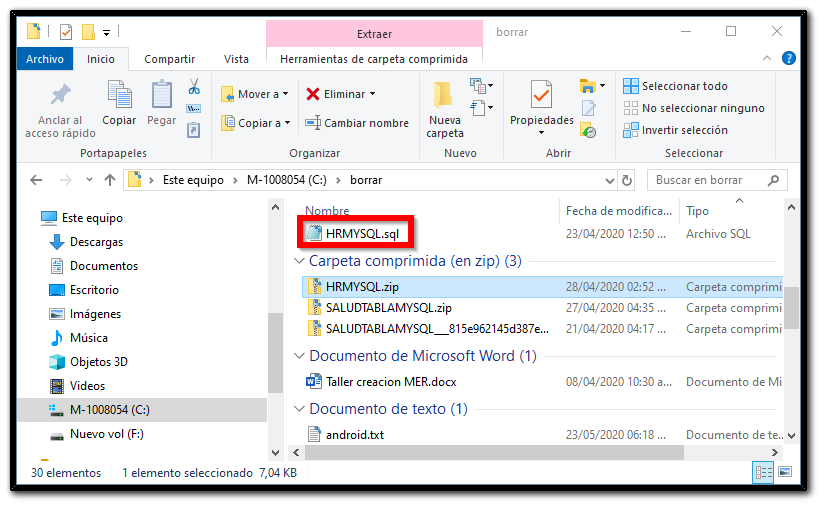 Extraer
borrar
Archivo
Inicio
Compartir
Vista
Herramientas de carpeta comprimida
Anclar al
acceso rápido
Copiar
Pegar
Mover a
Copiar a
Eliminar
Cambiar nombre
Nueva
carpeta
Propiedades
Seleccionar todo
No seleccionar ninguno
Invertir selección
Portapapeles
Organizar
Nuevo
Abrir
Seleccionar
Este equipo > M-1008054 (C:) > borrar
Buscar en borrar
Este equipo
Descargas
Documentos
Escritorio
Imágenes
Música
Objetos 3D
Videos
M-1008054 (C:)
Nuevo vol (F:)
Nombre Fecha de modifica... Tipo
HRMYSQL.sql 23/04/2020 12:50 ... Archivo SQL
Carpeta comprimida (en zip) (3)
HRMYSQL.zip 28/04/2020 02:52 ... Carpeta comprimi
SALUDTABLAMYSQL.zip 27/04/2020 04:35 ... Carpeta comprimi
SALUDTABLAMYSQL___815e962145d387e... 21/04/2020 04:17 ... Carpeta comprimi
Documento de Microsoft Word (1)
Taller creacion MER.docx 08/04/2020 10:30 a... Documento de Mi
Documento de texto (1)
android.txt 23/05/2020 06:18 ... Documento de te
30 elementos 1 elemento seleccionado 7,04 KB